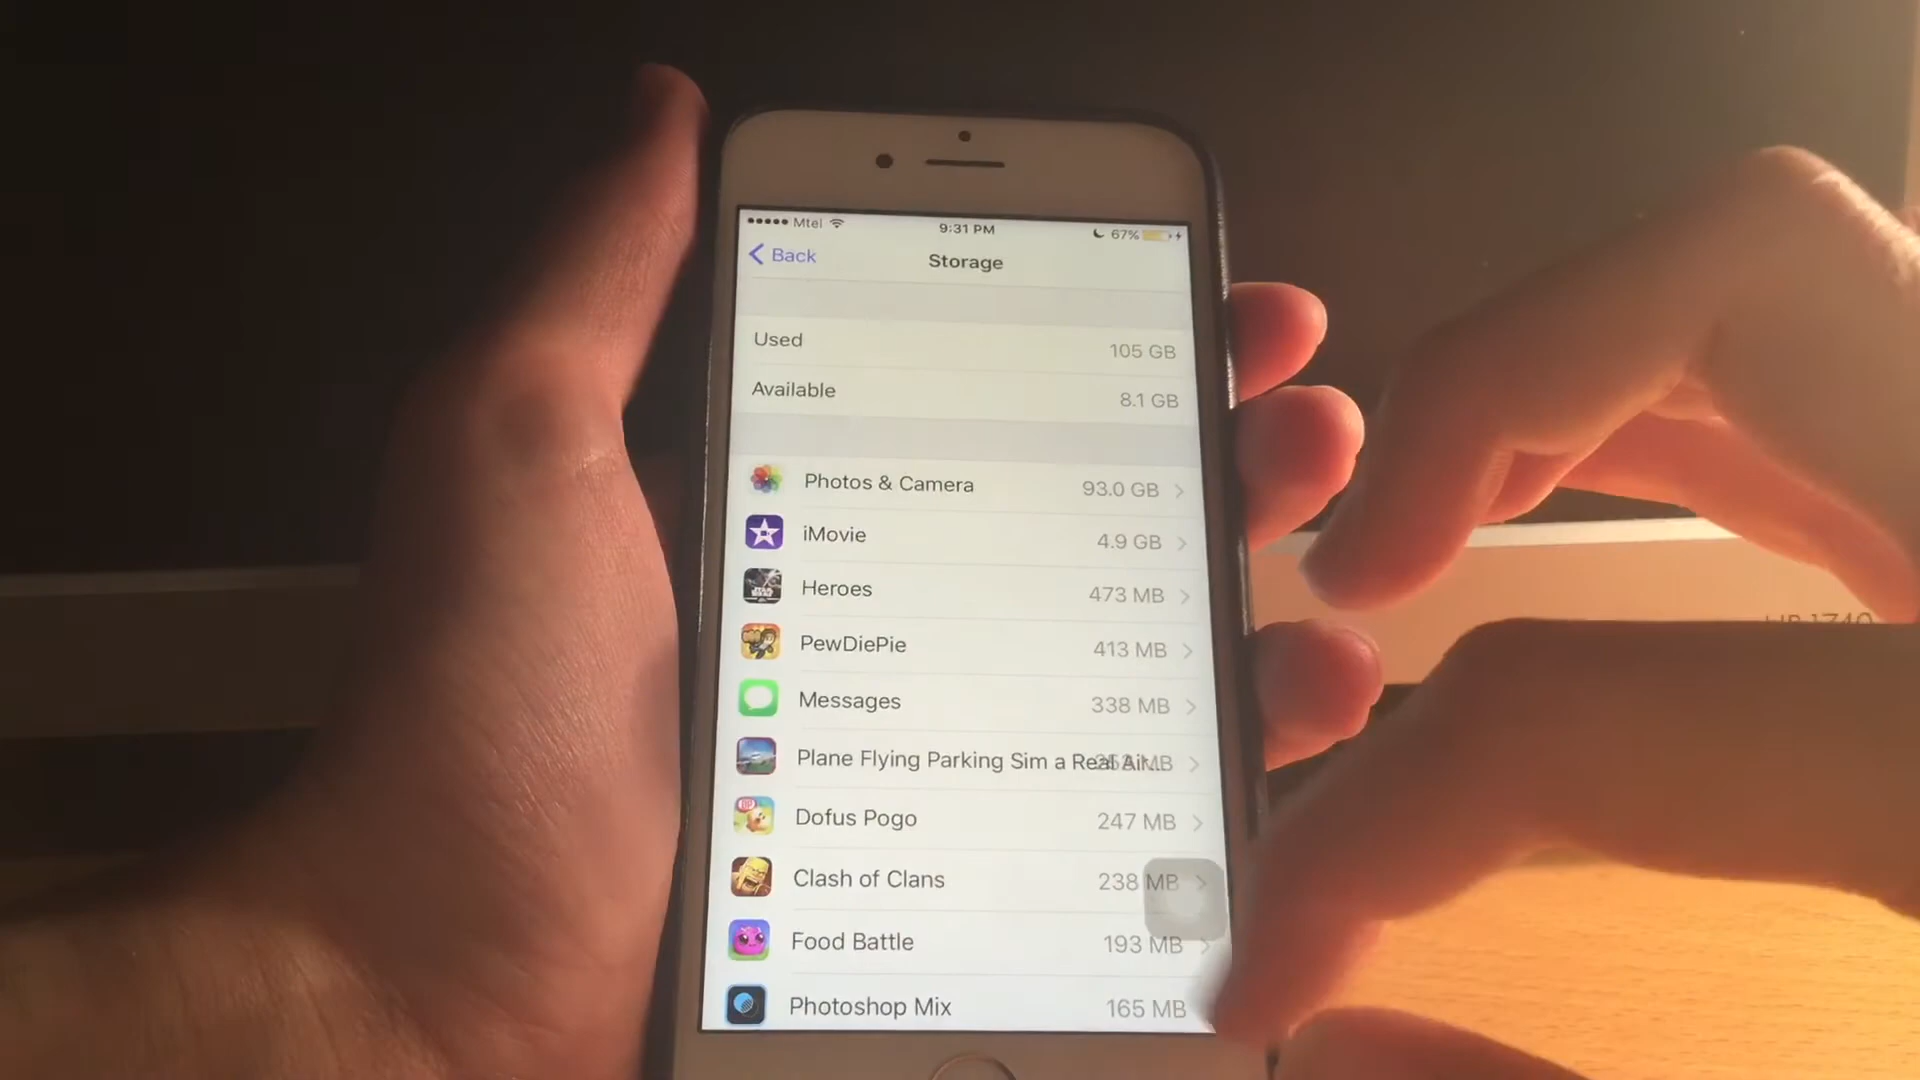 Mtel 9:31 PM 67%
Back Storage
Used 105 GB
Available 8.1 GB
Photos & Camera 93.0 GB
iMovie 4.9 GB
Heroes 473 MB
PewDiePie 413 MB
Messages 338 MB
Plane Flying Parking Sim a Real Air... MB
Dofus Pogo 247 MB
Clash of Clans 238 MB
Food Battle 193 MB
Photoshop Mix 165 MB